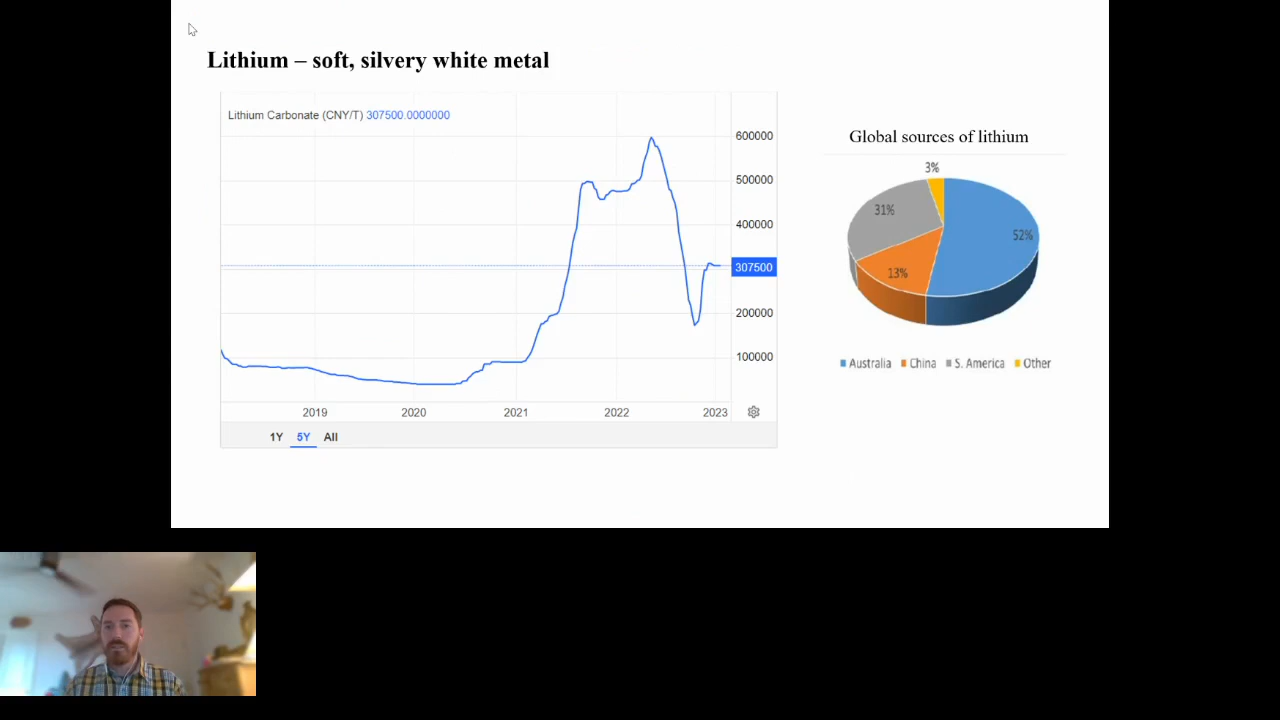 Lithium – soft, silvery white metal
Lithium Carbonate (CNY/T) 307500.0000000
600000
500000
400000
307500
200000
100000
2019 2020 2021 2022 2023
1Y 5Y All
Global sources of lithium
3%
31%
52%
13%
Australia China S. America Other